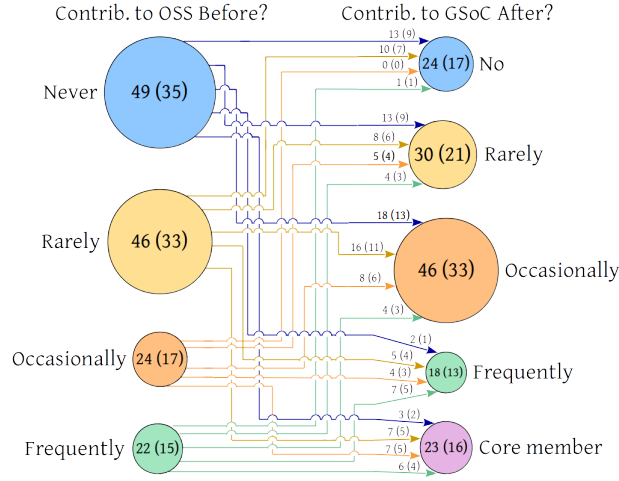 Contrib. to OSS Before?
Contrib. to GSoC After?
Never
49 (35)
Rarely
46 (33)
Occasionally
24 (17)
Frequently
22 (15)
13 (9)
10 (7)
0 (0)
1 (1)
24 (17)
No
13 (9)
8 (6)
5 (4)
4 (3)
30 (21)
Rarely
18 (13)
16 (11)
8 (6)
4 (3)
46 (33)
Occasionally
2 (1)
5 (4)
4 (3)
7 (5)
18 (13)
Frequently
3 (2)
7 (5)
7 (5)
6 (4)
23 (16)
Core member